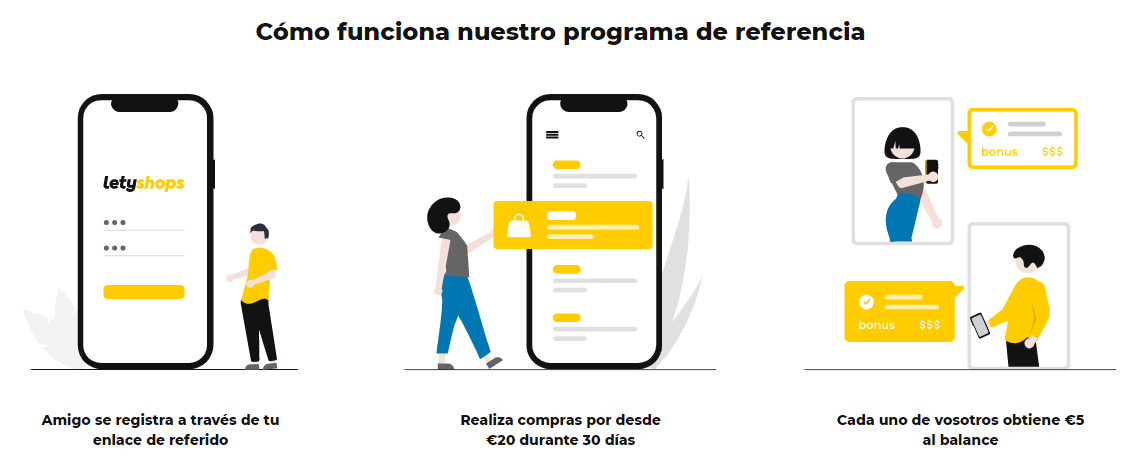 Cómo funciona nuestro programa de referencia
letyshops
bonus $$$
bonus $$$
Amigo se registra a través de tu
enlace de referido
Realiza compras por desde
€20 durante 30 días
Cada uno de vosotros obtiene €5
al balance